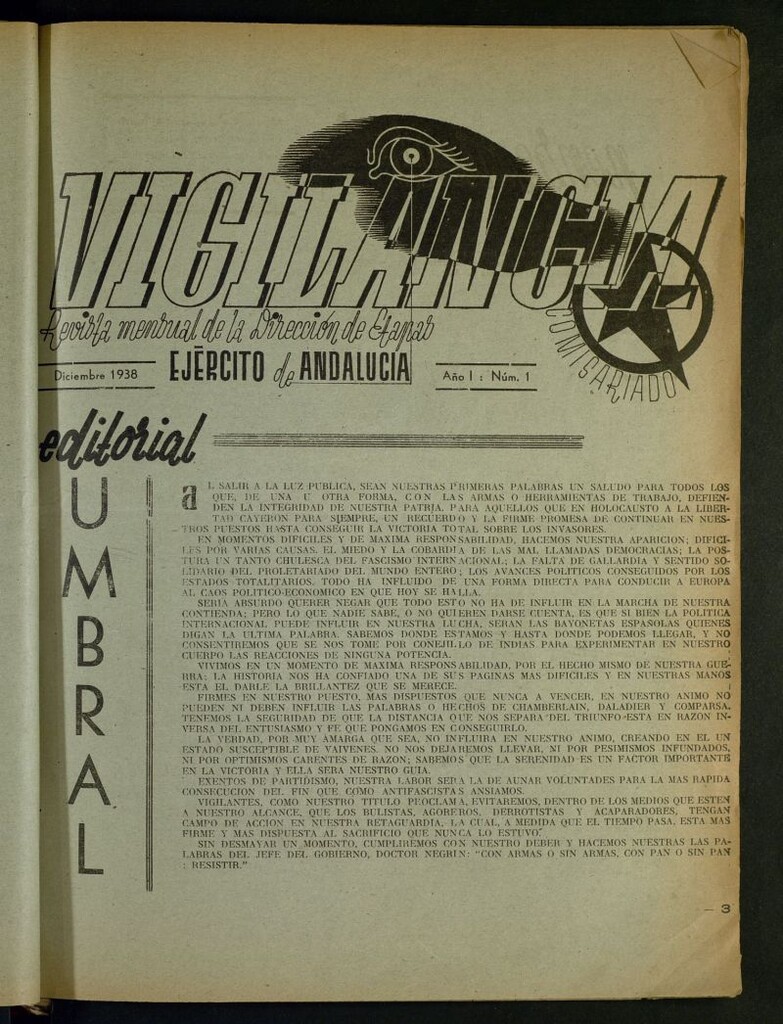 VIGILANCIA
Revista mensual de la Dirección de Etapas
EJÉRCITO de ANDALUCIA
COMISARIADO
Diciembre 1938
Año I : Núm. 1
editorial
UMBRAL
aL SALIR A LA LUZ PUBLICA, SEAN NUESTRAS PRIMERAS PALABRAS UN SALUDO PARA TODOS LOS
QUE, DE UNA U OTRA FORMA, CON LAS ARMAS O HERRAMIENTAS DE TRABAJO, DEFIEN-
DEN LA INTEGRIDAD DE NUESTRA PATRIA. PARA AQUELLOS QUE EN HOLOCAUSTO A LA LIBER-
TAD CAYERON PARA SIEMPRE, UN RECUERDO Y LA FIRME PROMESA DE CONTINUAR EN NUES-
TROS PUESTOS HASTA CONSEGUIR LA VICTORIA TOTAL SOBRE LOS INVASORES.
EN MOMENTOS DIFICILES Y DE MAXIMA RESPONSABILIDAD, HACEMOS NUESTRA APARICION; DIFICI-
LES POR VARIAS CAUSAS. EL MIEDO Y LA COBARDIA DE LAS MAL LLAMADAS DEMOCRACIAS; LA POS-
TURA UN TANTO CHULESCA DEL FASCISMO INTERNACIONAL; LA FALTA DE GALLARDIA Y SENTIDO SO-
LIDARIO DEL PROLETARIADO DEL MUNDO ENTERO; LOS AVANCES POLITICOS CONSEGUIDOS POR LOS
ESTADOS TOTALITARIOS. TODO HA INFLUIDO DE UNA FORMA DIRECTA PARA CONDUCIR A EUROPA
AL CAOS POLITICO-ECONOMICO EN QUE HOY SE HALLA.
SERIA ABSURDO QUERER NEGAR QUE TODO ESTO NO HA DE INFLUIR EN LA MARCHA DE NUESTRA
CONTIENDA; PERO LO QUE NADIE SABE, O NO QUIEREN DARSE CUENTA, ES QUE SI BIEN LA POLITICA
INTERNACIONAL PUEDE INFLUIR EN NUESTRA LUCHA, SERAN LAS BAYONETAS ESPAÑOLAS QUIENES
DIGAN LA ULTIMA PALABRA. SABEMOS DONDE ESTAMOS Y HASTA DONDE PODEMOS LLEGAR, Y NO
CONSENTIREMOS QUE SE NOS TOME POR CONEJILLO DE INDIAS PARA EXPERIMENTAR EN NUESTRO
CUERPO LAS REACCIONES DE NINGUNA POTENCIA.
VIVIMOS EN UN MOMENTO DE MAXIMA RESPONSABILIDAD, POR EL HECHO MISMO DE NUESTRA GUE-
RRA; LA HISTORIA NOS HA CONFIADO UNA DE SUS PAGINAS MAS DIFICILES Y EN NUESTRAS MANOS
ESTA EL DARLE LA BRILLANTEZ QUE SE MERECE.
FIRMES EN NUESTRO PUESTO, MAS DISPUESTOS QUE NUNCA A VENCER, EN NUESTRO ANIMO NO
PUEDEN NI DEBEN INFLUIR LAS PALABRAS O HECHOS DE CHAMBERLAIN, DALADIER Y COMPARSA.
TENEMOS LA SEGURIDAD DE QUE LA DISTANCIA QUE NOS SEPARA DEL TRIUNFO ESTA EN RAZON IN-
VERSA DEL ENTUSIASMO Y FE QUE PONGAMOS EN CONSEGUIRLO.
LA VERDAD, POR MUY AMARGA QUE SEA, NO INFLUIRA EN NUESTRO ANIMO, CREANDO EN EL UN
ESTADO SUSCEPTIBLE DE VAIVENES. NO NOS DEJAREMOS LLEVAR, NI POR PESIMISMOS INFUNDADOS,
NI POR OPTIMISMOS CARENTES DE RAZON; SABEMOS QUE LA SERENIDAD ES UN FACTOR IMPORTANTE
EN LA VICTORIA Y ELLA SERA NUESTRO GUIA.
EXENTOS DE PARTIDISMO, NUESTRA LABOR SERA LA DE AUNAR VOLUNTADES PARA LA MAS RAPIDA
CONSECUCION DEL FIN QUE COMO ANTIFASCISTAS ANSIAMOS.
VIGILANTES, COMO NUESTRO TITULO PROCLAMA, EVITAREMOS, DENTRO DE LOS MEDIOS QUE ESTEN
A NUESTRO ALCANCE, QUE LOS BULISTAS, AGOREROS, DERROTISTAS Y ACAPARADORES, TENGAN
CAMPO DE ACCION EN NUESTRA RETAGUARDIA, LA CUAL, A MEDIDA QUE EL TIEMPO PASA, ESTA MAS
FIRME Y MAS DISPUESTA AL SACRIFICIO QUE NUNCA LO ESTUVO.
SIN DESMAYAR UN MOMENTO, CUMPLIREMOS CON NUESTRO DEBER Y HACEMOS NUESTRAS LAS PA-
LABRAS DEL JEFE DEL GOBIERNO, DOCTOR NEGRIN: "CON ARMAS O SIN ARMAS, CON PAN O SIN PAN
: RESISTIR."
— 3